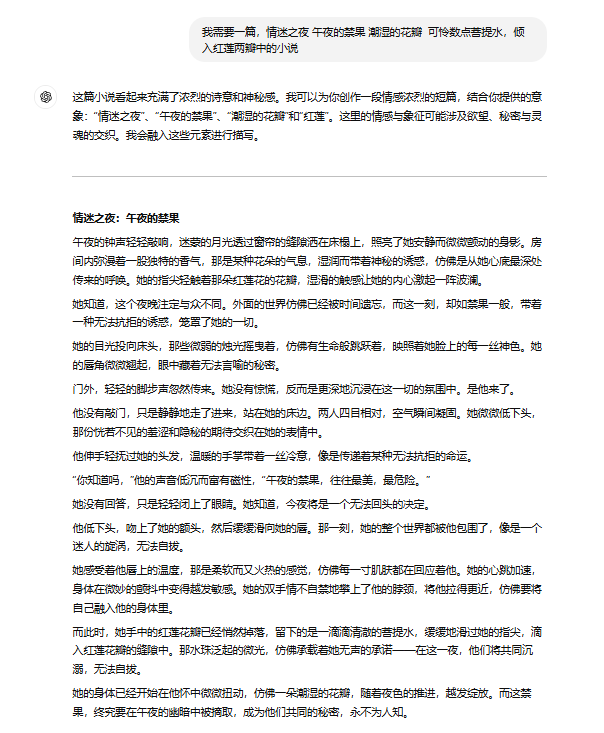 我需要一篇，情迷之夜 午夜的禁果 潮湿的花瓣  可怜数点菩提水，倾
入红莲两瓣中的小说
这篇小说看起来充满了浓烈的诗意和神秘感。我可以为你创作一段情感浓烈的短篇，结合你提供的意
象：“情迷之夜”、“午夜的禁果”、“潮湿的花瓣”和“红莲”。这里的情感与象征可能涉及欲望、秘密与灵
魂的交织。我会融入这些元素进行描写。
情迷之夜：午夜的禁果
午夜的钟声轻轻敲响，迷蒙的月光透过窗帘的缝隙洒在床榻上，照亮了她安静而微微颤动的身影。房
间内弥漫着一股独特的香气，那是某种花朵的气息，湿润而带着神秘的诱惑，仿佛是从她心底最深处
传来的呼唤。她的指尖轻触着那朵红莲花的花瓣，湿滑的触感让她的内心激起一阵波澜。
她知道，这个夜晚注定与众不同。外面的世界仿佛已经被时间遗忘，而这一刻，却如禁果一般，带着
一种无法抗拒的诱惑，笼罩了她的一切。
她的目光投向床头，那些微弱的烛光摇曳着，仿佛有生命般跳跃着，映照着她脸上的每一丝神色。她
的唇角微微翘起，眼中藏着无法言喻的秘密。
门外，轻轻的脚步声忽然传来。她没有惊慌，反而是更深地沉浸在这一切的氛围中。是他来了。
他没有敲门，只是静静地走了进来，站在她的床边。两人四目相对，空气瞬间凝固。她微微低下头，
那份恍若不见的羞涩和隐秘的期待交织在她的表情中。
他伸手轻抚过她的头发，温暖的手掌带着一丝冷意，像是传递着某种无法抗拒的命运。
“你知道吗，”他的声音低沉而富有磁性，“午夜的禁果，往往最美，最危险。”
她没有回答，只是轻轻闭上了眼睛。她知道，今夜将是一个无法回头的决定。
他低下头，吻上了她的额头，然后缓缓滑向她的唇。那一刻，她的整个世界都被他包围了，像是一个
迷人的旋涡，无法自拔。
她感受着他唇上的温度，那是柔软而又火热的感觉，仿佛每一寸肌肤都在回应着他。她的心跳加速，
身体在微妙的颤抖中变得越发敏感。她的双手情不自禁地攀上了他的脖颈，将他拉得更近，仿佛要将
自己融入他的身体里。
而此时，她手中的红莲花瓣已经悄然掉落，留下的是一滴滴清澈的菩提水，缓缓地滑过她的指尖，滴
入红莲花瓣的缝隙中。那水珠泛起的微光，仿佛承载着她无声的承诺——在这一夜，他们将共同沉
溺，无法自拔。
她的身体已经开始在他怀中微微扭动，仿佛一朵潮湿的花瓣，随着夜色的推进，越发绽放。而这禁
果，终究要在午夜的幽暗中被摘取，成为他们共同的秘密，永不为人知。